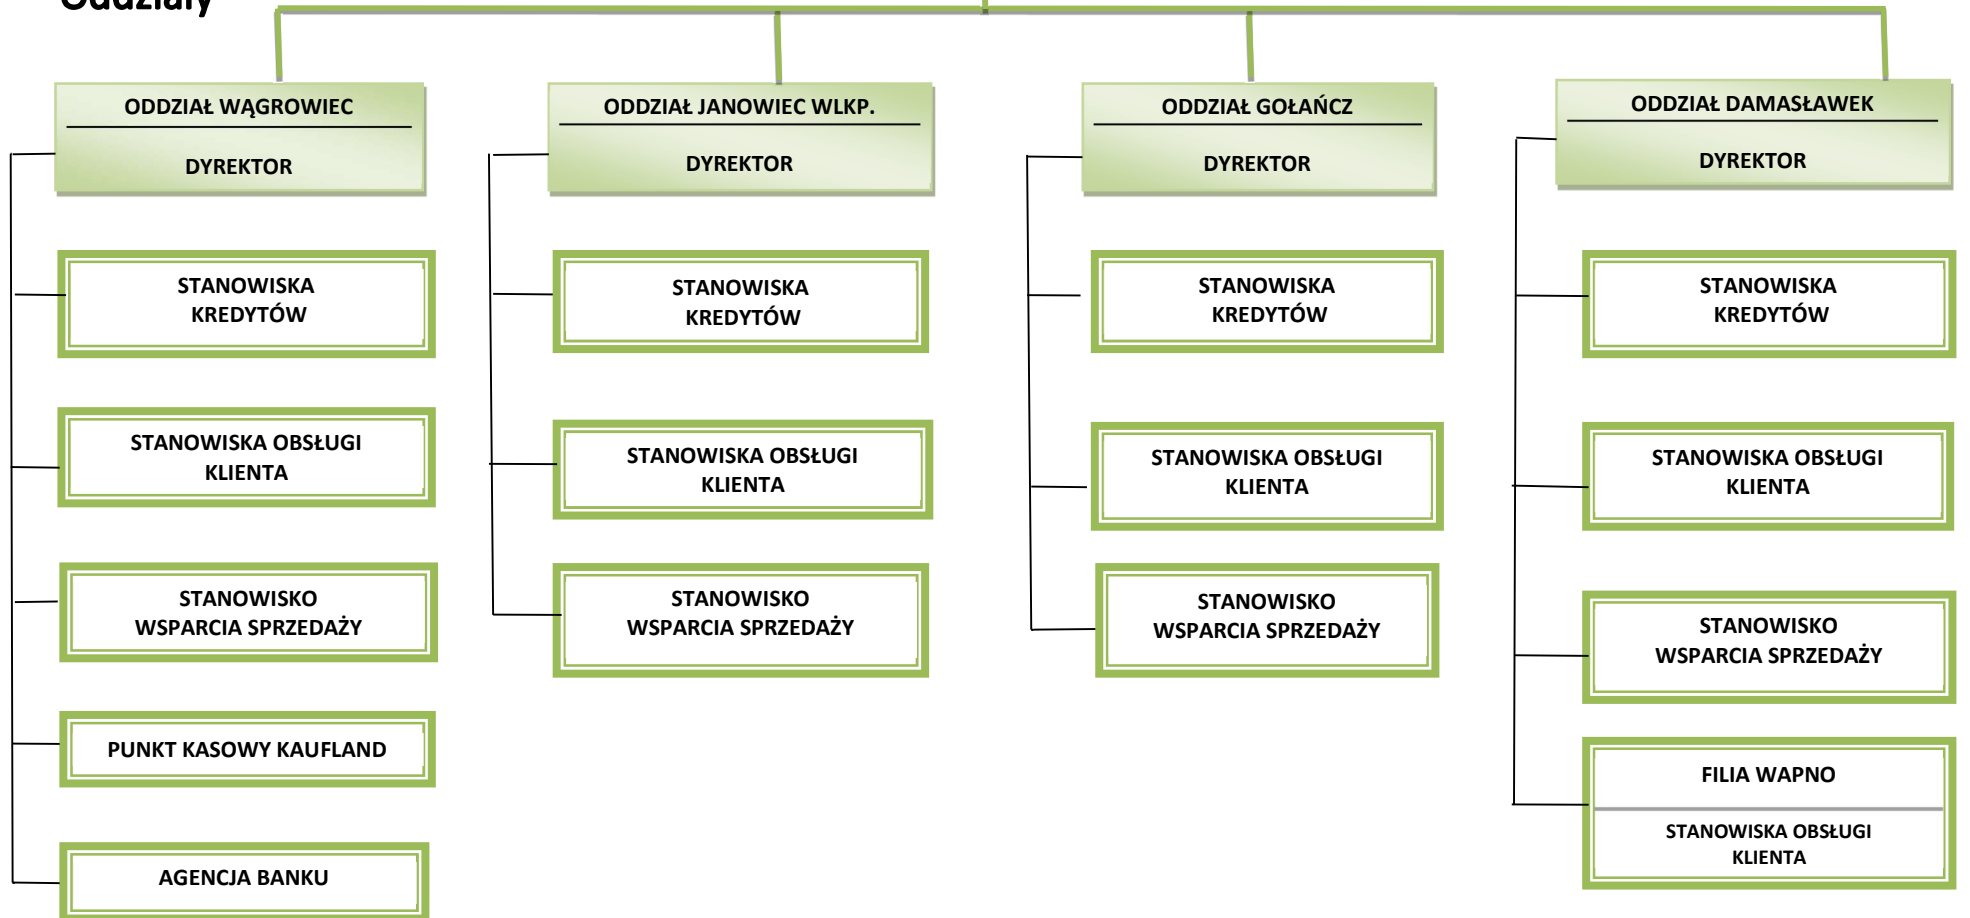 Oddziały
ODDZIAŁ WĄGROWIEC
DYREKTOR
STANOWISKA
KREDYTÓW
STANOWISKA OBSŁUGI
KLIENTA
STANOWISKO
WSPARCIA SPRZEDAŻY
PUNKT KASOWY KAUFLAND
AGENCJA BANKU
ODDZIAŁ JANOWIEC WLKP.
DYREKTOR
STANOWISKA
KREDYTÓW
STANOWISKA OBSŁUGI
KLIENTA
STANOWISKO
WSPARCIA SPRZEDAŻY
ODDZIAŁ GOŁAŃCZ
DYREKTOR
STANOWISKA
KREDYTÓW
STANOWISKA OBSŁUGI
KLIENTA
STANOWISKO
WSPARCIA SPRZEDAŻY
ODDZIAŁ DAMASŁAWEK
DYREKTOR
STANOWISKA
KREDYTÓW
STANOWISKA OBSŁUGI
KLIENTA
STANOWISKO
WSPARCIA SPRZEDAŻY
FILIA WAPNO
STANOWISKA OBSŁUGI
KLIENTA